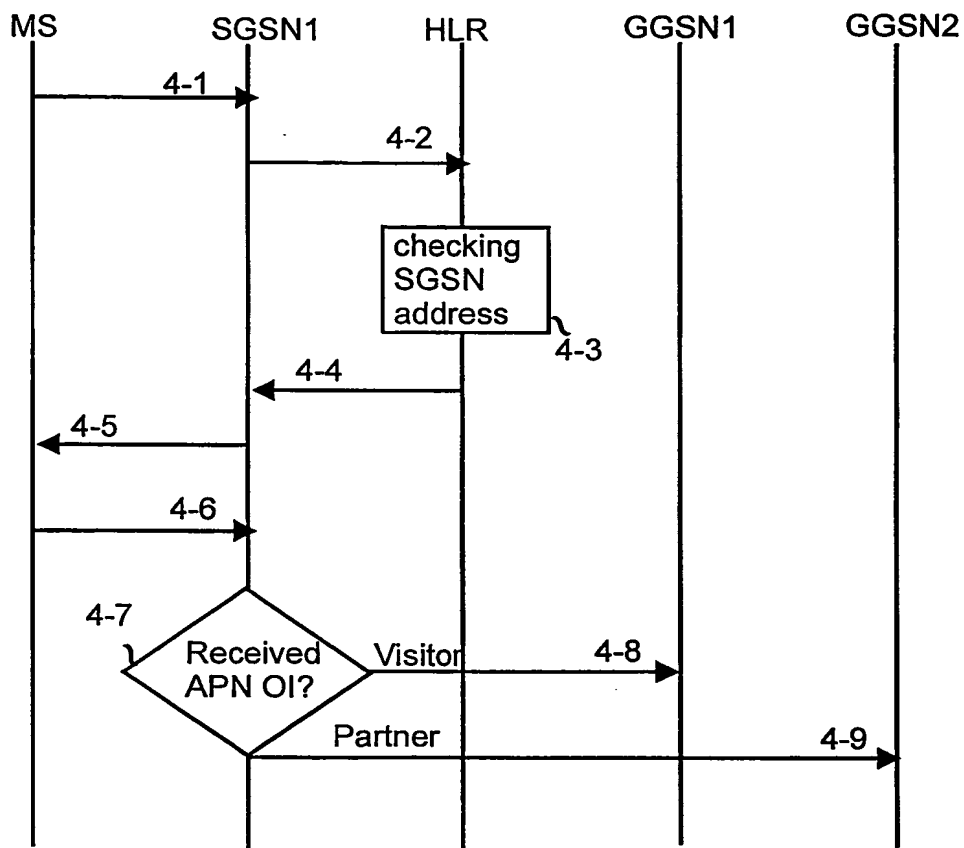 MS SGSN1 HLR GGSN1 GGSN2
4-1
4-2
checking
SGSN
address
4-3
4-4
4-5
4-6
4-7
Received
APN OI?
Visitor
4-8
Partner
4-9